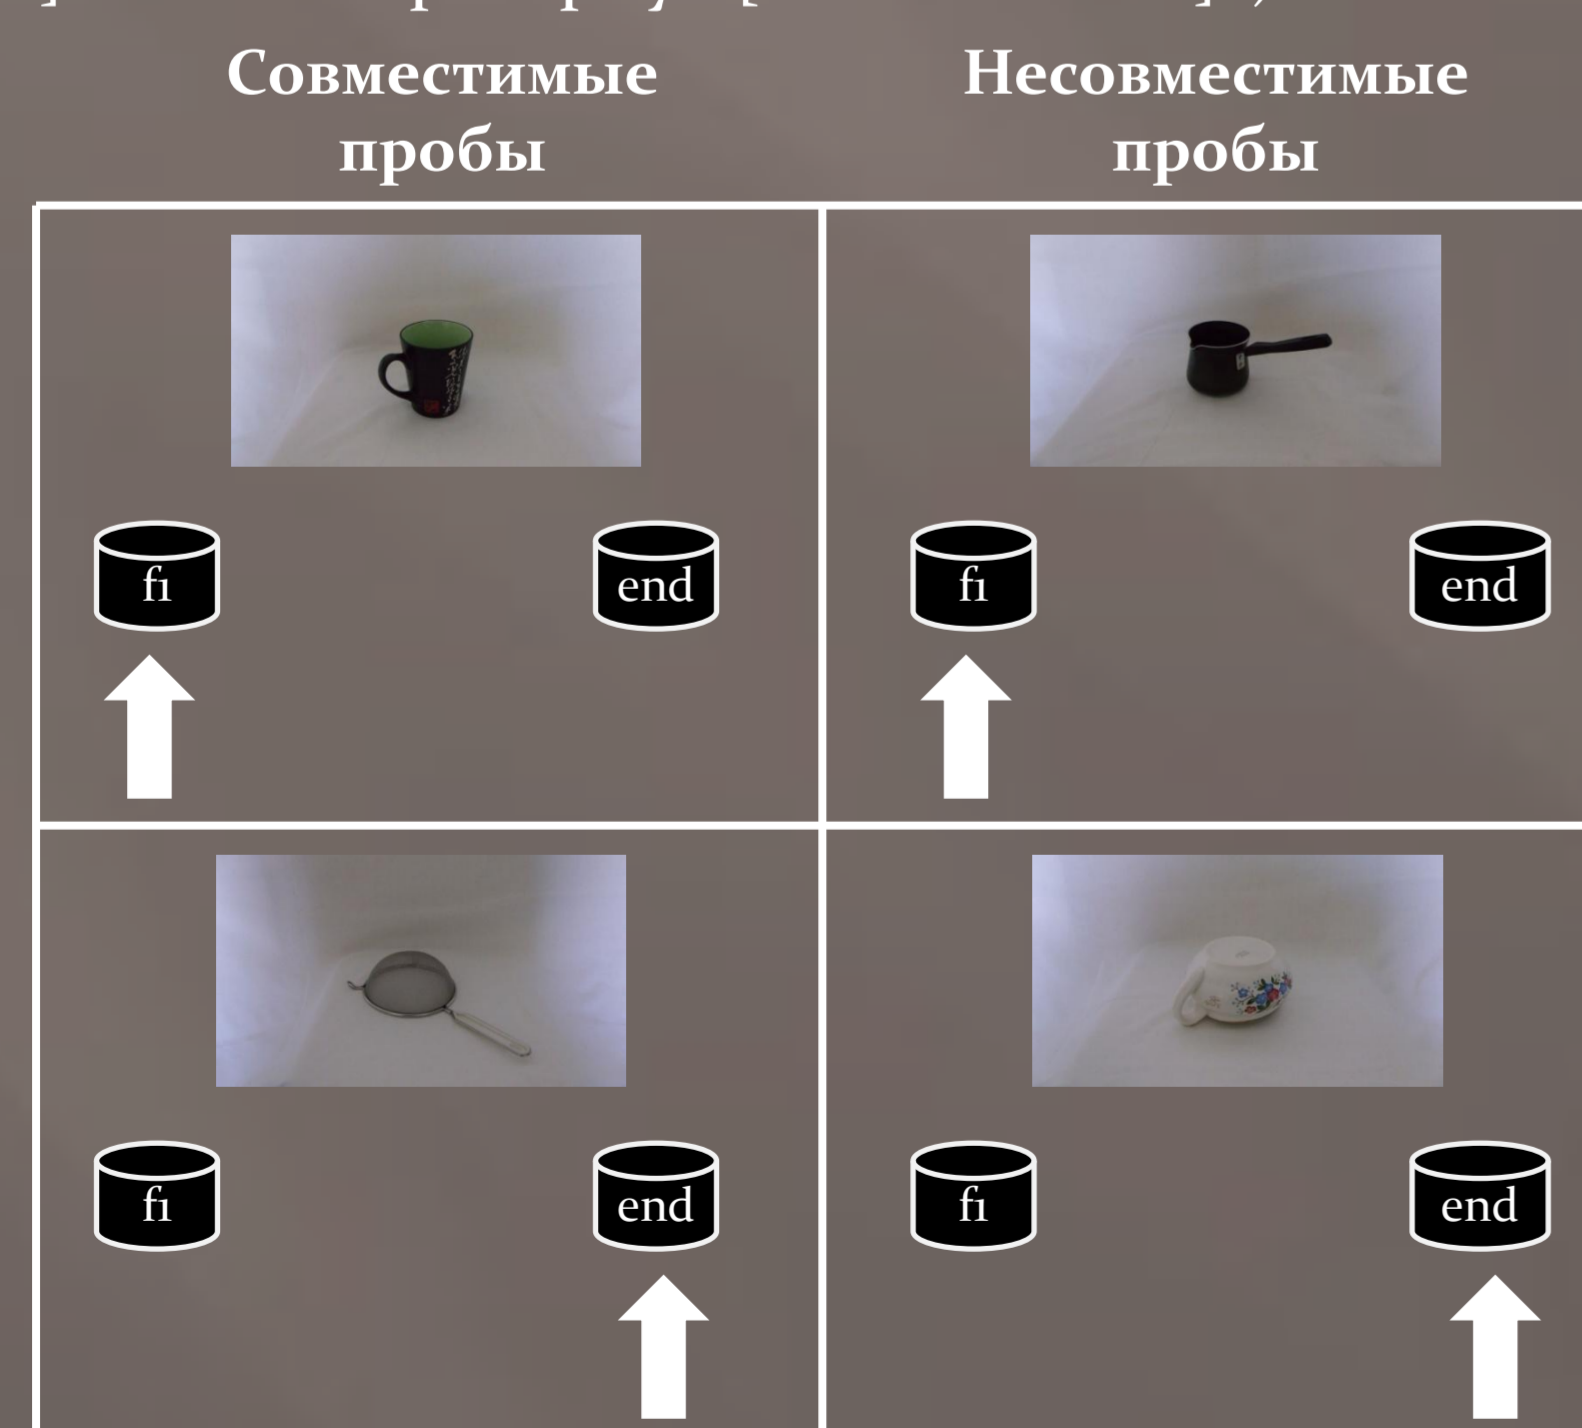 Совместимые
пробы
Несовместимые
пробы
fi
end
fi
end
fi
end
fi
end